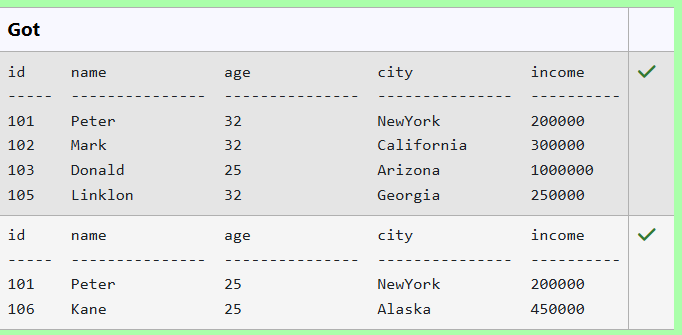 Got
id name age city income
----- --------------- --------------- --------------- ----------
101 Peter 32 NewYork 200000
102 Mark 32 California 300000
103 Donald 25 Arizona 1000000
105 Linklon 32 Georgia 250000
id name age city income
----- --------------- --------------- --------------- ----------
101 Peter 25 NewYork 200000
106 Kane 25 Alaska 450000